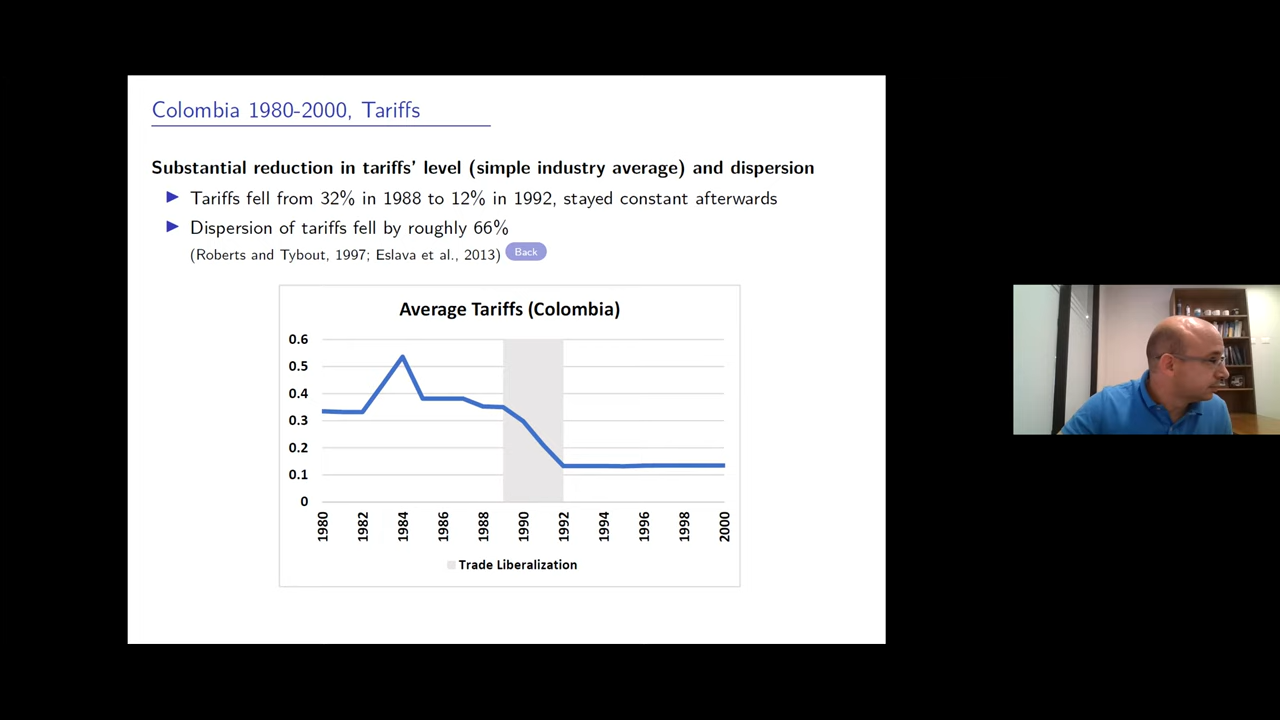 Colombia 1980-2000, Tariffs
Substantial reduction in tariffs' level (simple industry average) and dispersion
▶ Tariffs fell from 32% in 1988 to 12% in 1992, stayed constant afterwards
▶ Dispersion of tariffs fell by roughly 66%
(Roberts and Tybout, 1997; Eslava et al., 2013) Back
Average Tariffs (Colombia)
0.6
0.5
0.4
0.3
0.2
0.1
0
1980 1982 1984 1986 1988 1990 1992 1994 1996 1998 2000
Trade Liberalization